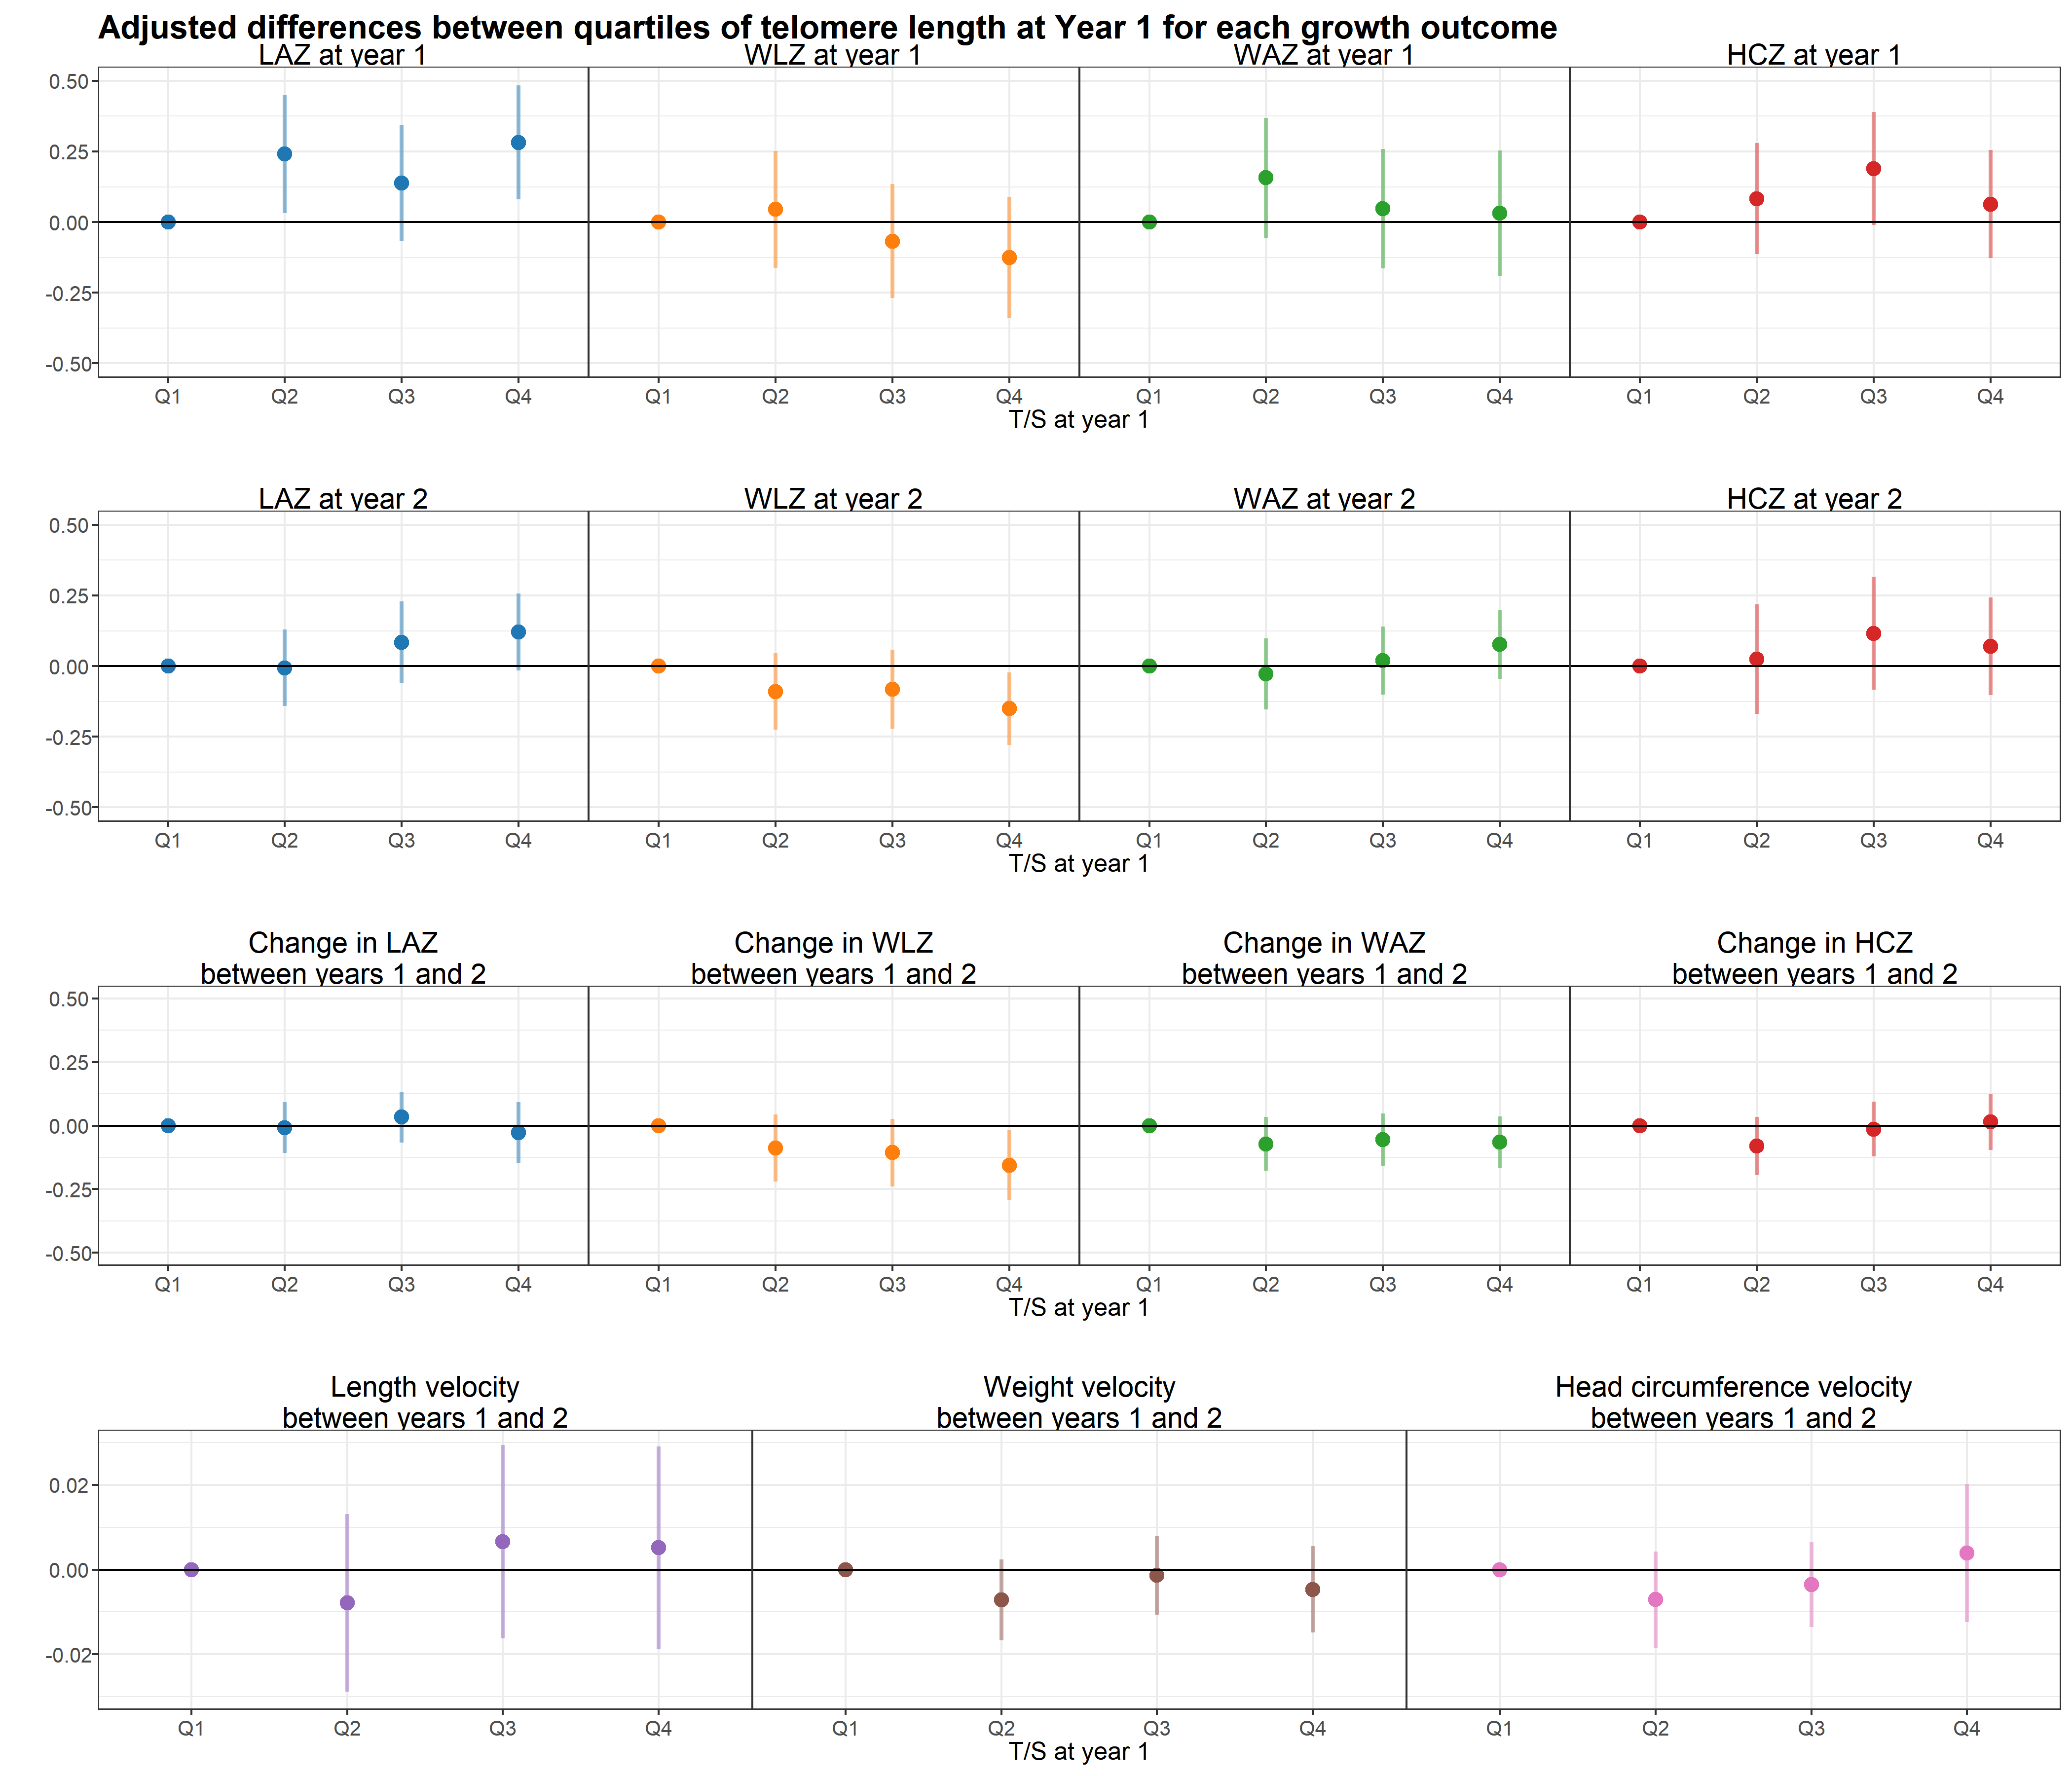 Adjusted differences between quartiles of telomere length at Year 1 for each growth outcome
LAZ at year 1 WLZ at year 1 WAZ at year 1 HCZ at year 1
0.50
0.25
0.00
-0.25
-0.50
Q1 Q2 Q3 Q4 Q1 Q2 Q3 Q4 Q1 Q2 Q3 Q4 Q1 Q2 Q3 Q4
T/S at year 1
LAZ at year 2 WLZ at year 2 WAZ at year 2 HCZ at year 2
0.50
0.25
0.00
-0.25
-0.50
Q1 Q2 Q3 Q4 Q1 Q2 Q3 Q4 Q1 Q2 Q3 Q4 Q1 Q2 Q3 Q4
T/S at year 1
Change in LAZ Change in WLZ Change in WAZ Change in HCZ
between years 1 and 2 between years 1 and 2 between years 1 and 2 between years 1 and 2
0.50
0.25
0.00
-0.25
-0.50
Q1 Q2 Q3 Q4 Q1 Q2 Q3 Q4 Q1 Q2 Q3 Q4 Q1 Q2 Q3 Q4
T/S at year 1
Length velocity Weight velocity Head circumference velocity
between years 1 and 2 between years 1 and 2 between years 1 and 2
0.02
0.00
-0.02
Q1 Q2 Q3 Q4 Q1 Q2 Q3 Q4 Q1 Q2 Q3 Q4
T/S at year 1